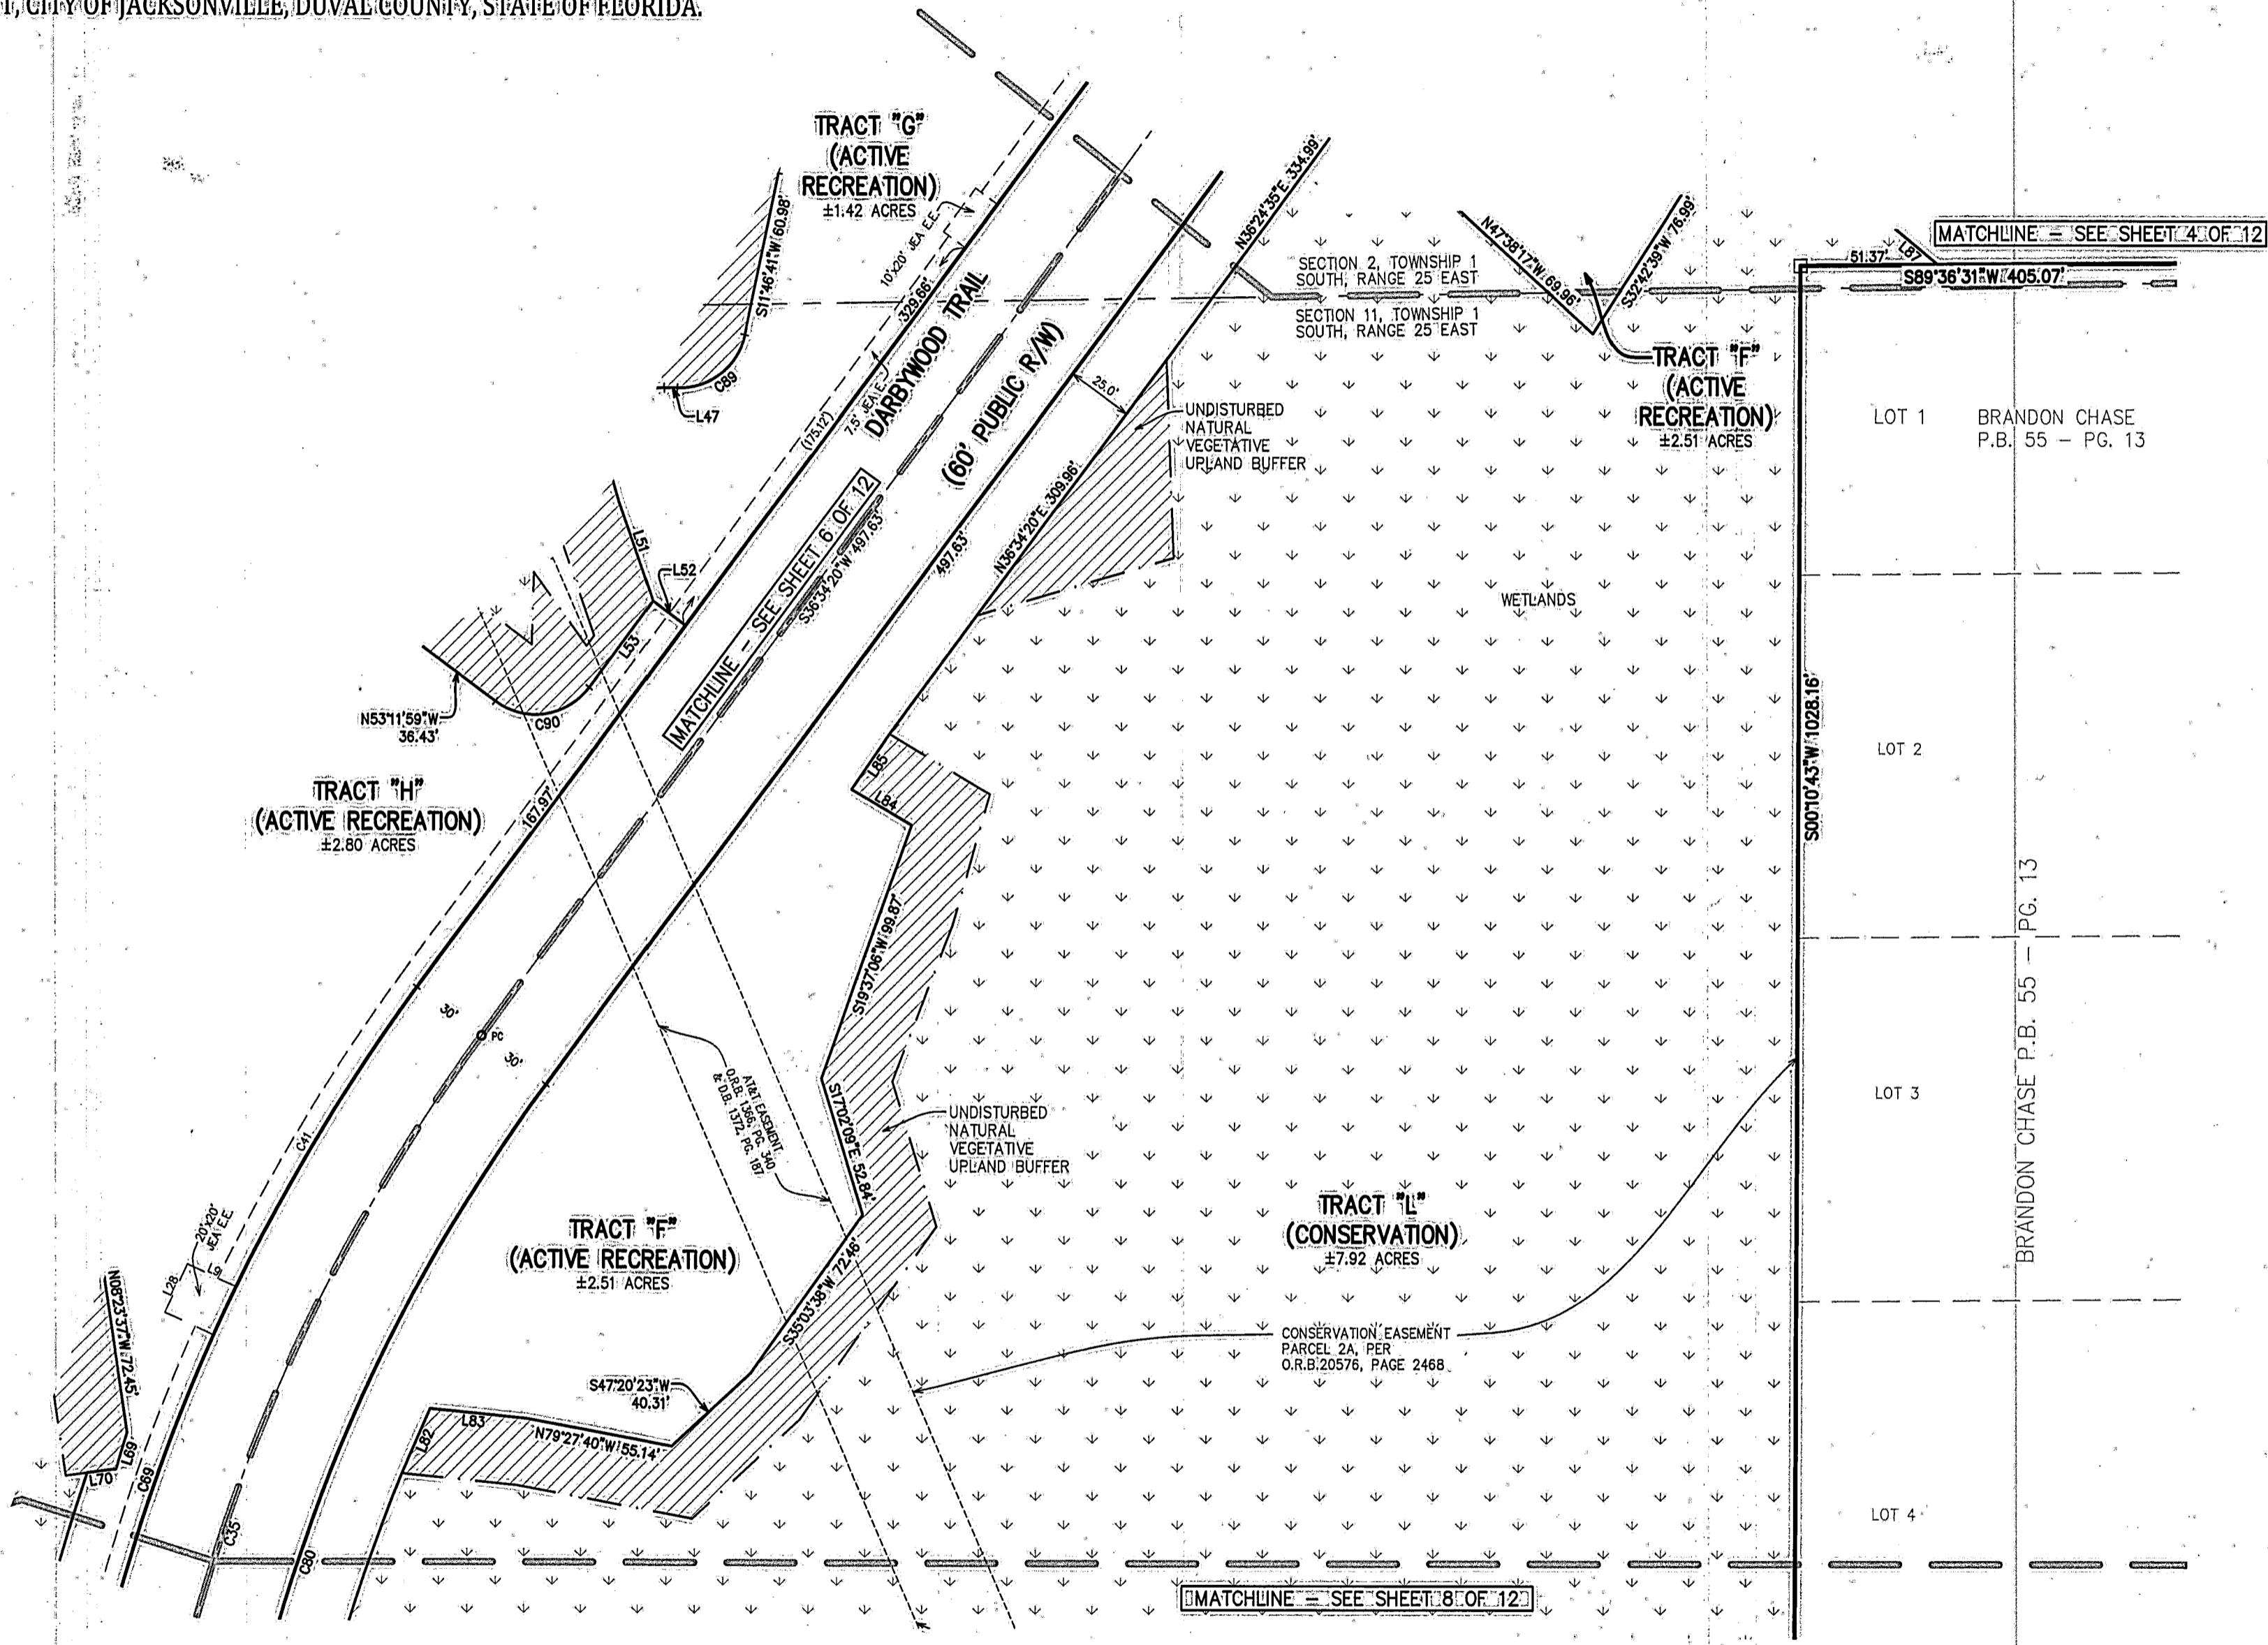 CITY OF JACKSONVILLE, DUVAL COUNTY, STATE OF FLORIDA.
TRACT "G"
(ACTIVE
RECREATION)
±1.42 ACRES
S11°46'41"W 60.98'
C89
L47
10'x20' JEA E.E.
329.66'
(175.12')
7.5' JEA E.E.
DARBYWOOD TRAIL
(60' PUBLIC R/W)
N36°24'35"E 334.99'
SECTION 2, TOWNSHIP 1
SOUTH, RANGE 25 EAST
SECTION 11, TOWNSHIP 1
SOUTH, RANGE 25 EAST
N47°38'17"W 69.96'
S32°42'39"W 76.99'
L87
MATCHLINE - SEE SHEET 4 OF 12
51.37'
S89°36'31"W 405.07'
TRACT "F"
(ACTIVE
RECREATION)
±2.51 ACRES
25.0'
UNDISTURBED
NATURAL
VEGETATIVE
UPLAND BUFFER
LOT 1
BRANDON CHASE
P.B. 55 - PG. 13
MATCHLINE - SEE SHEET 6 OF 12
S36°34'20"W 497.63'
497.63'
N36°34'20"E 309.96'
L51
L52
L53
C90
N53°11'59"W
36.43'
WETLANDS
S00°10'43"W 1028.16'
LOT 2
TRACT "H"
(ACTIVE RECREATION)
±2.80 ACRES
167.97'
L85
L84
S19°37'06"W 99.87'
BRANDON CHASE P.B. 55 - PG. 13
30'
PC
30'
AT&T EASEMENT
O.R.B. 1366, PG. 340
& D.B. 1372, PG. 187
S17°02'09"E 52.84'
UNDISTURBED
NATURAL
VEGETATIVE
UPLAND BUFFER
LOT 3
C41
20'x20'
JEA E.E.
L9
L28
TRACT "F"
(ACTIVE RECREATION)
±2.51 ACRES
TRACT "L"
(CONSERVATION)
±7.92 ACRES
N08°23'37"W 72.45'
S35°03'38"W 72.46'
CONSERVATION EASEMENT
PARCEL 2A, PER
O.R.B.20576, PAGE 2468
S47°20'23"W
40.31'
L83
N79°27'40"W 55.14'
L82
L69
L70
C69
C35
C80
LOT 4
MATCHLINE - SEE SHEET 8 OF 12